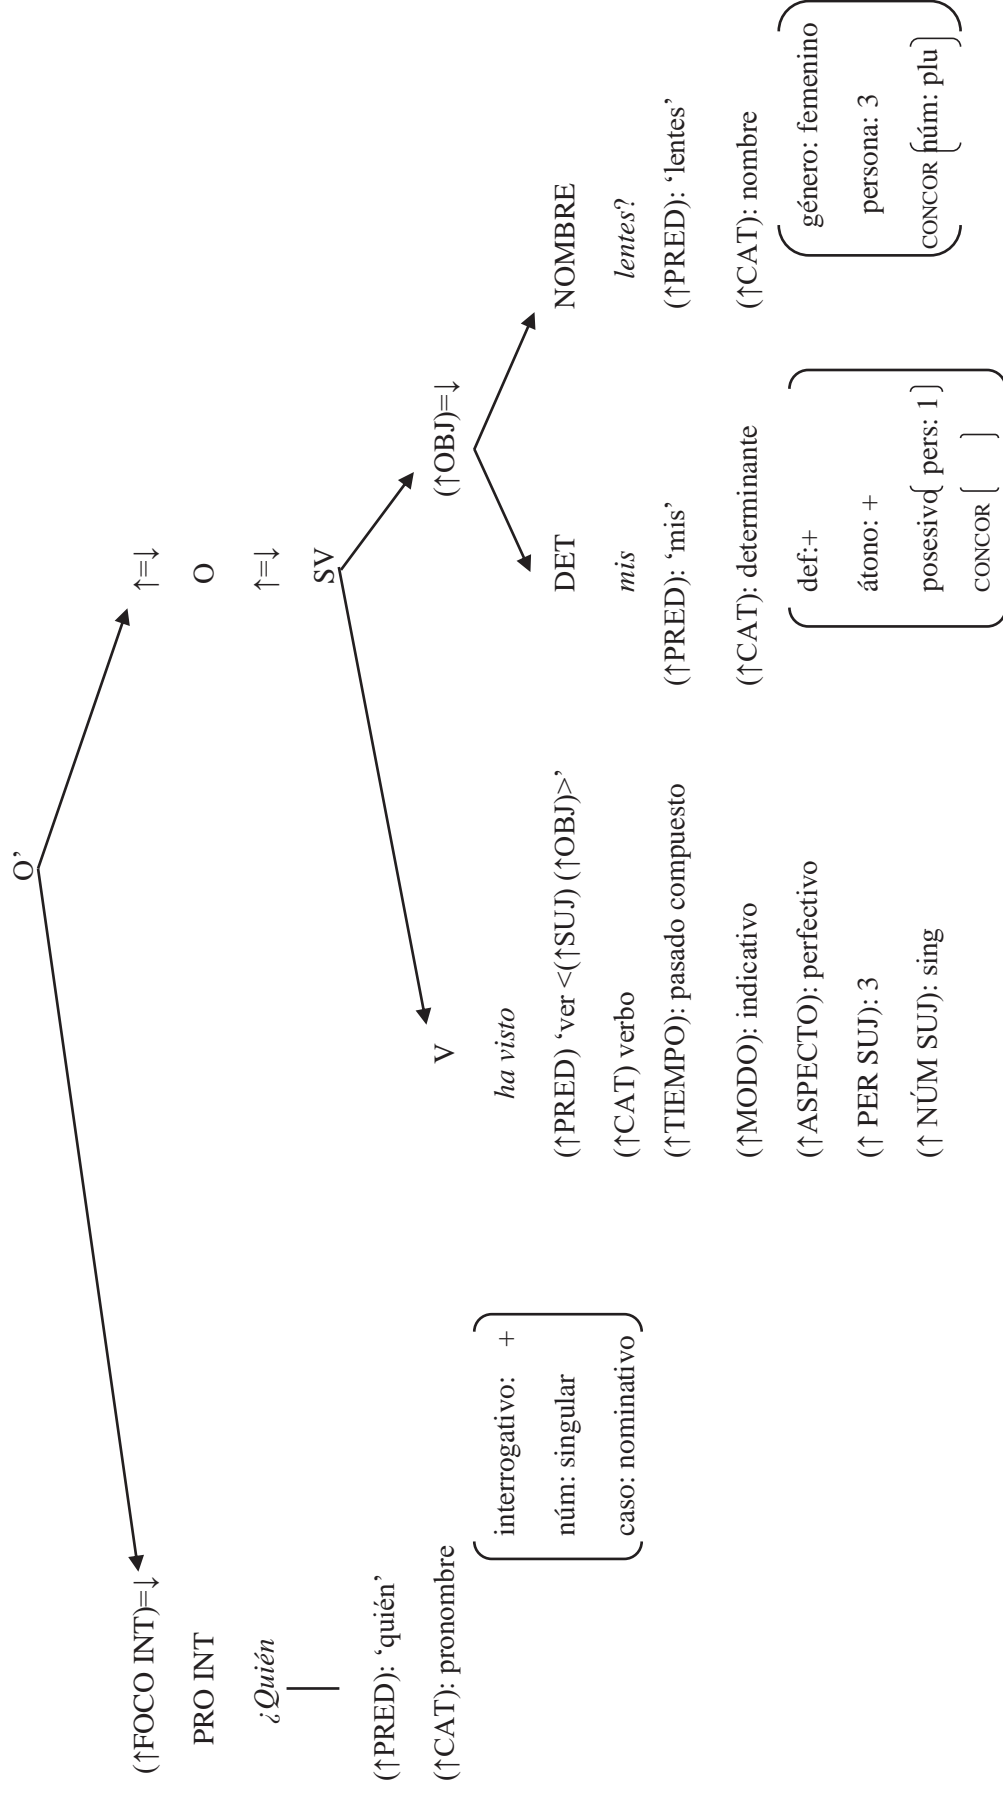 O’
(↑FOCO INT)=↓
PRO INT
¿Quién
(↑PRED): ‘quién’
(↑CAT): pronombre
interrogativo: +
núm: singular
caso: nominativo
↑=↓
O
↑=↓
SV
V
ha visto
(↑PRED) ‘ver <(↑SUJ) (↑OBJ)>’
(↑CAT) verbo
(↑TIEMPO): pasado compuesto
(↑MODO): indicativo
(↑ASPECTO): perfectivo
(↑ PER SUJ): 3
(↑ NÚM SUJ): sing
(↑OBJ)=↓
DET
mis
(↑PRED): ‘mis’
(↑CAT): determinante
def:+
átono: +
posesivo[ pers: 1 ]
CONCOR [ ]
NOMBRE
lentes?
(↑PRED): ‘lentes’
(↑CAT): nombre
género: femenino
persona: 3
CONCOR [núm: plu ]